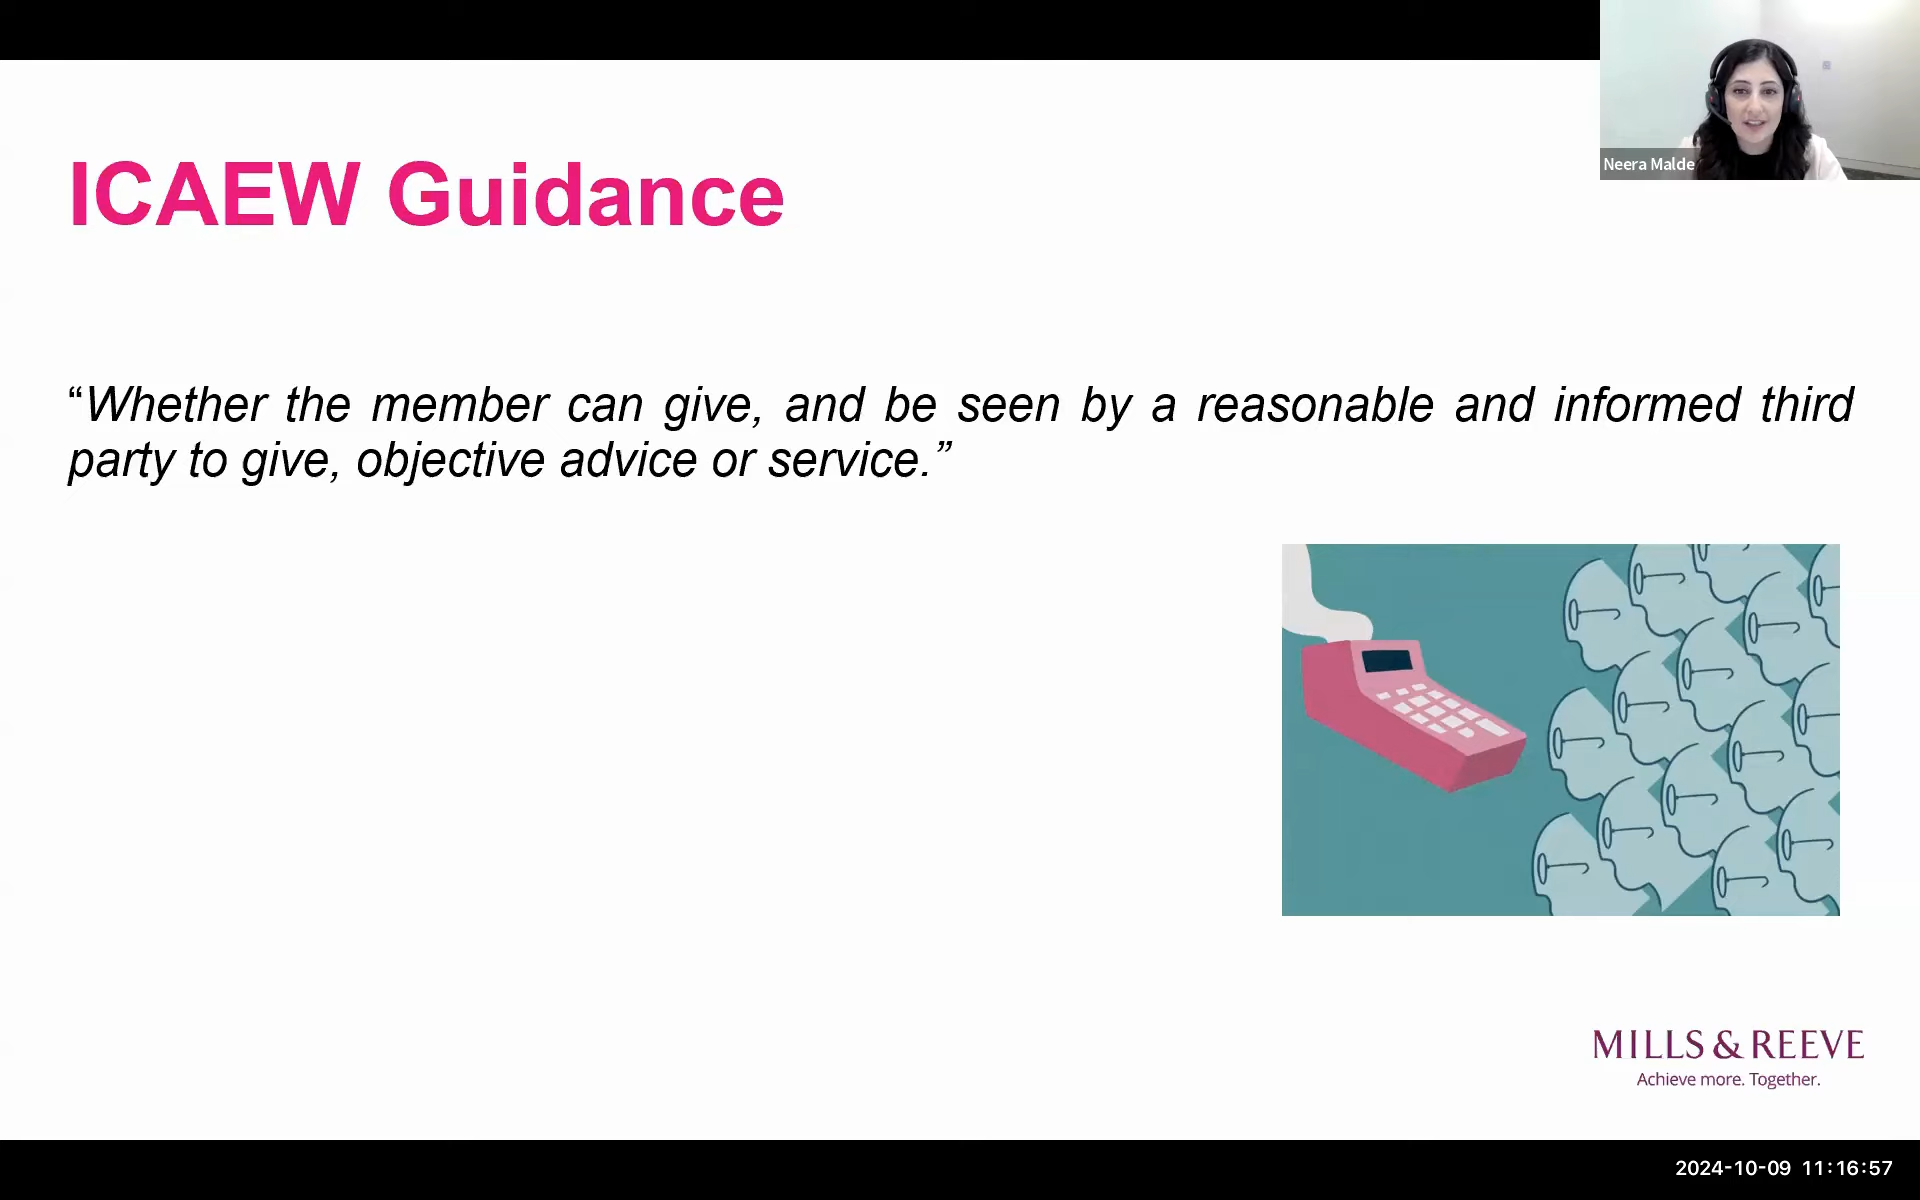 Neera Malde
ICAEW Guidance
“Whether the member can give, and be seen by a reasonable and informed third
party to give, objective advice or service.”
MILLS & REEVE
Achieve more. Together.
2024-10-09 11:16:57